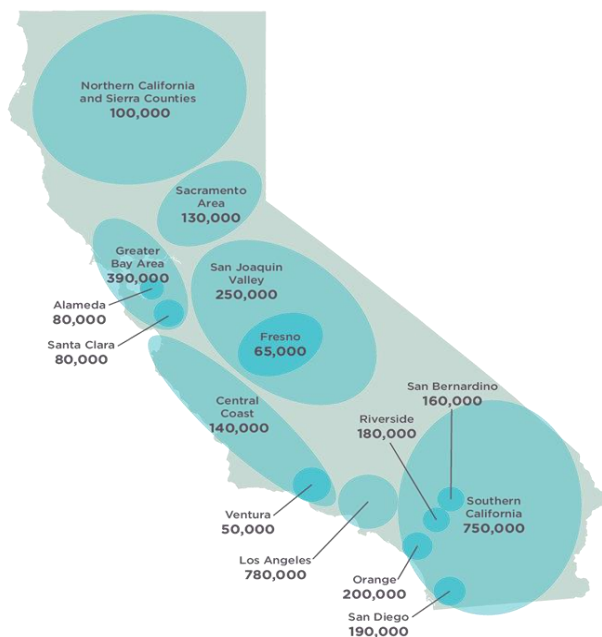 Northern California
and Sierra Counties
100,000
Sacramento
Area
130,000
Greater
Bay Area
390,000
San Joaquin
Valley
250,000
Alameda
80,000
Santa Clara
80,000
Fresno
65,000
San Bernardino
160,000
Central
Coast
140,000
Riverside
180,000
Southern
California
750,000
Ventura
50,000
Los Angeles
780,000
Orange
200,000
San Diego
190,000